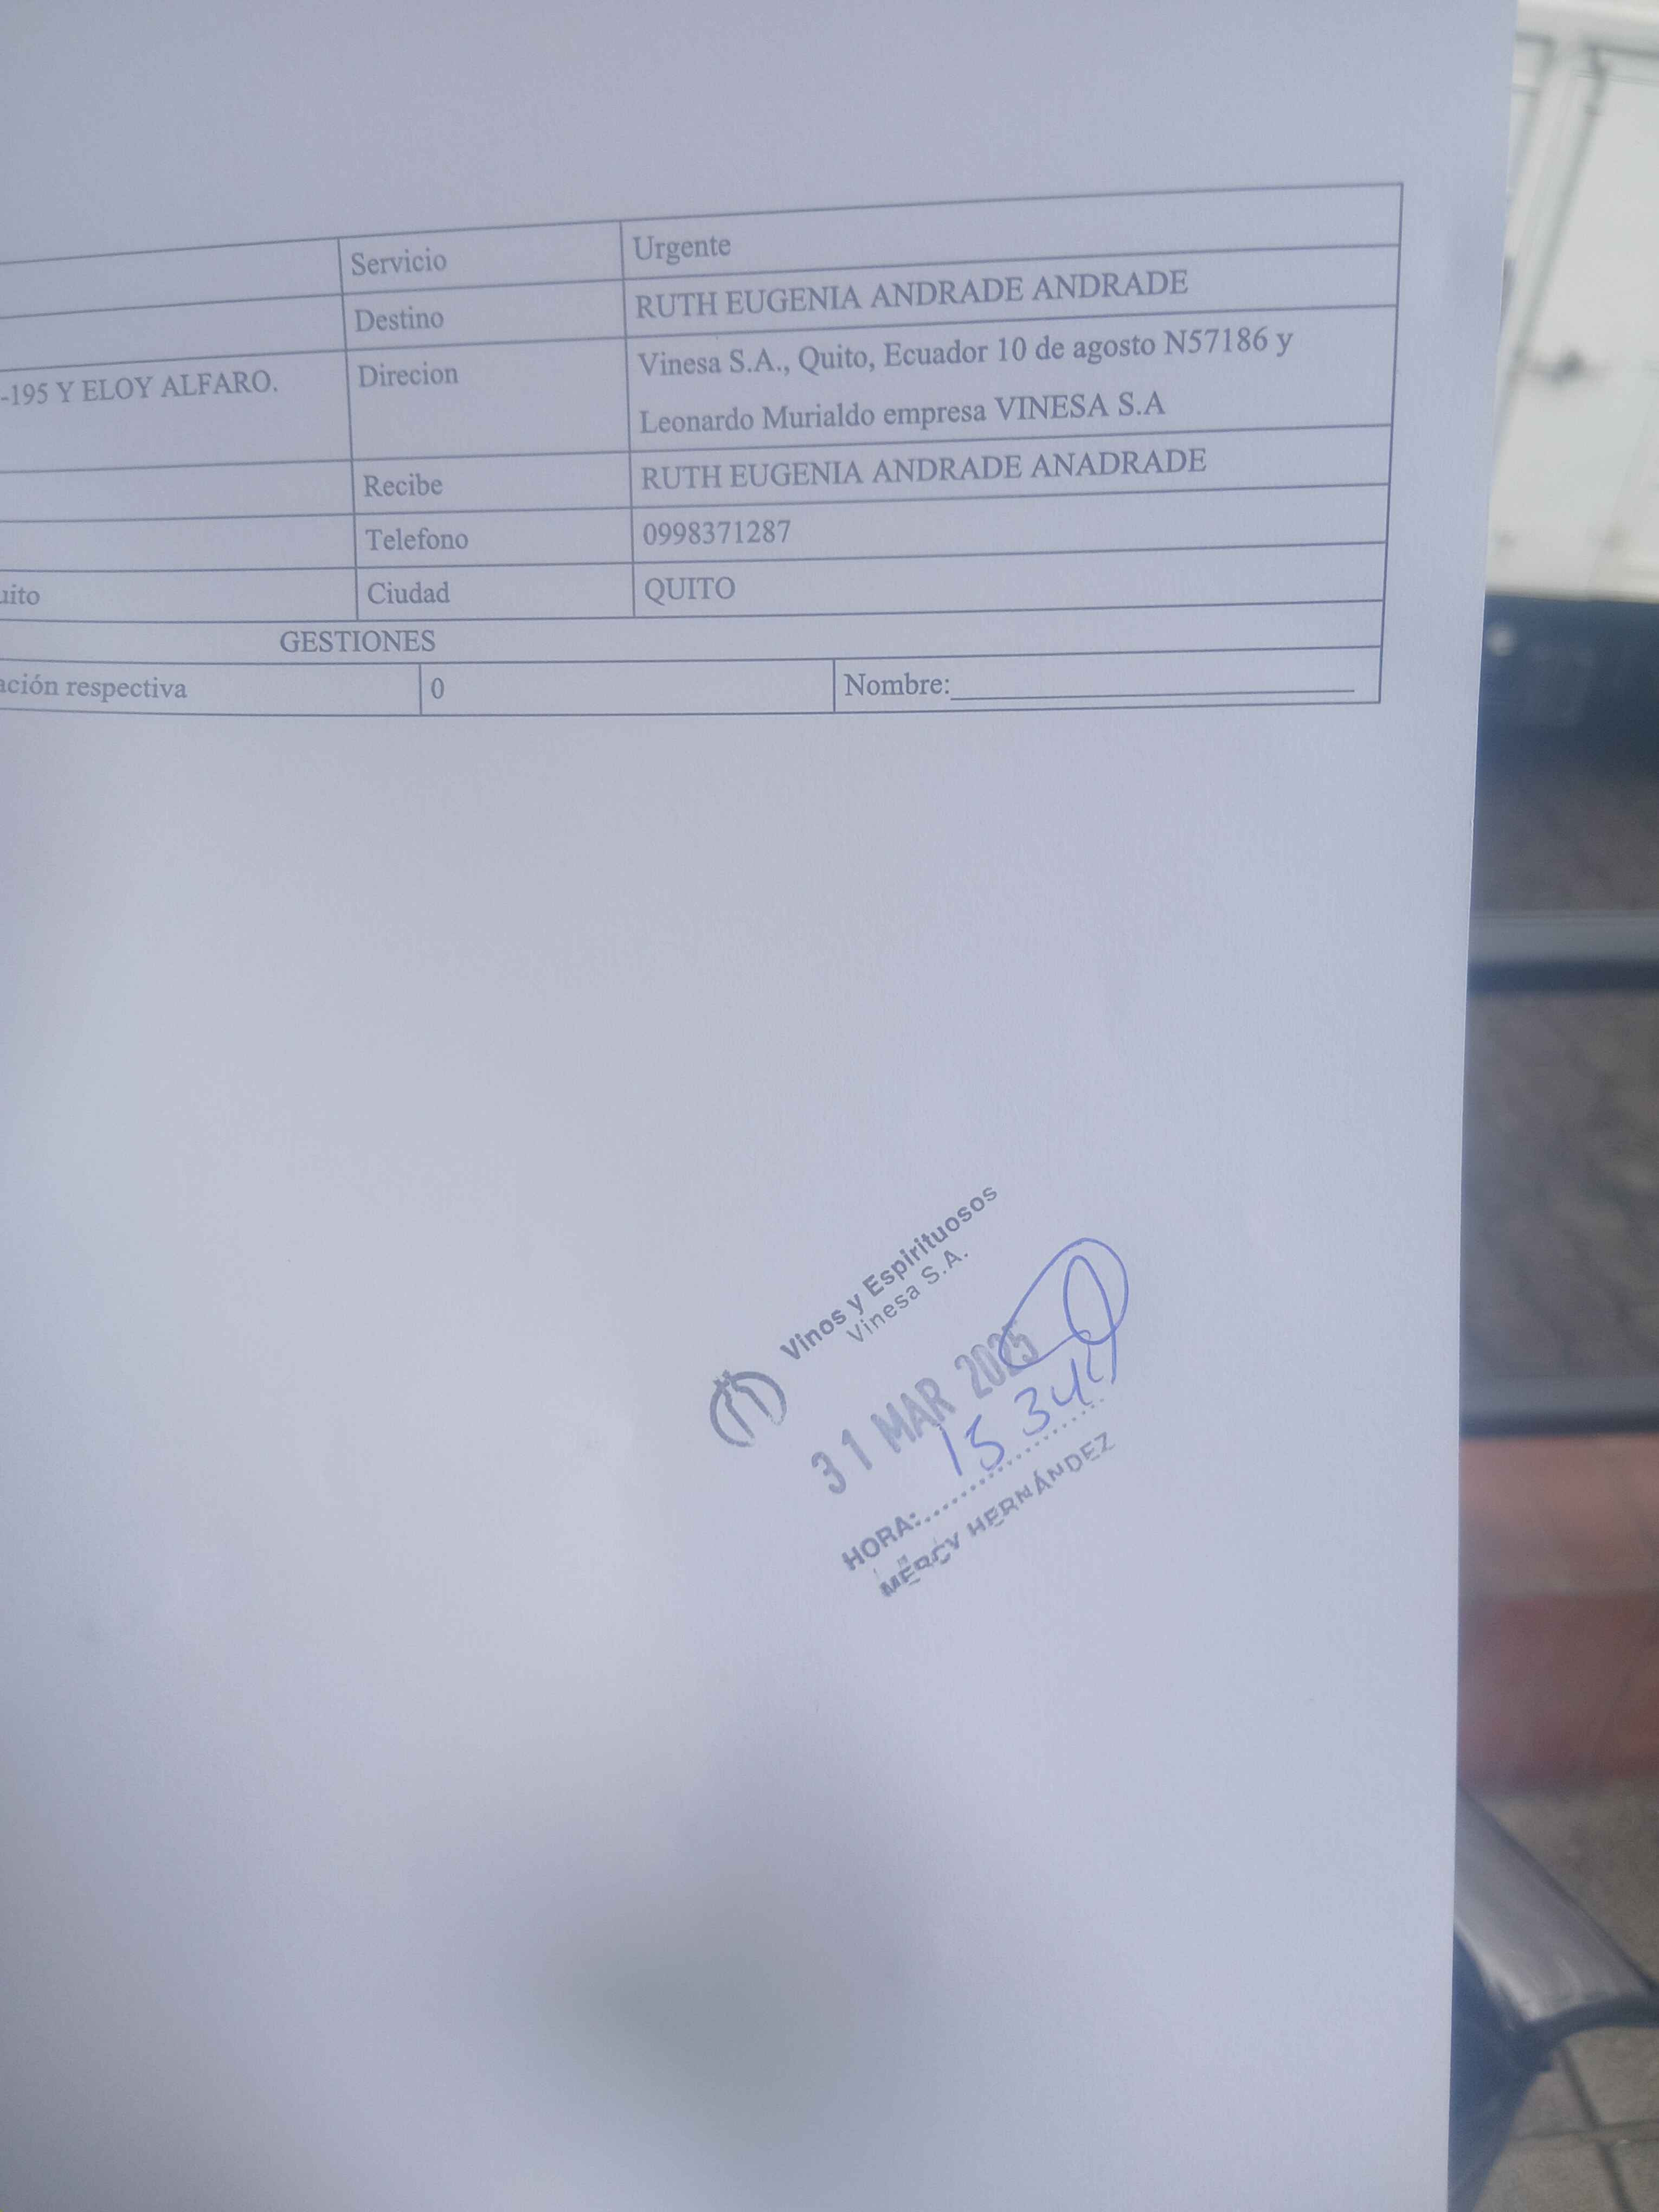 Servicio Urgente
Destino RUTH EUGENIA ANDRADE ANDRADE
-195 Y ELOY ALFARO. Direcion Vinesa S.A., Quito, Ecuador 10 de agosto N57186 y
Leonardo Murialdo empresa VINESA S.A
Recibe RUTH EUGENIA ANDRADE ANADRADE
Telefono 0998371287
uito Ciudad QUITO
GESTIONES
ación respectiva 0 Nombre:
Vinos y Espirituosos
Vinesa S.A.
31 MAR 2025
HORA: 15
MERCY HERNÁNDEZ